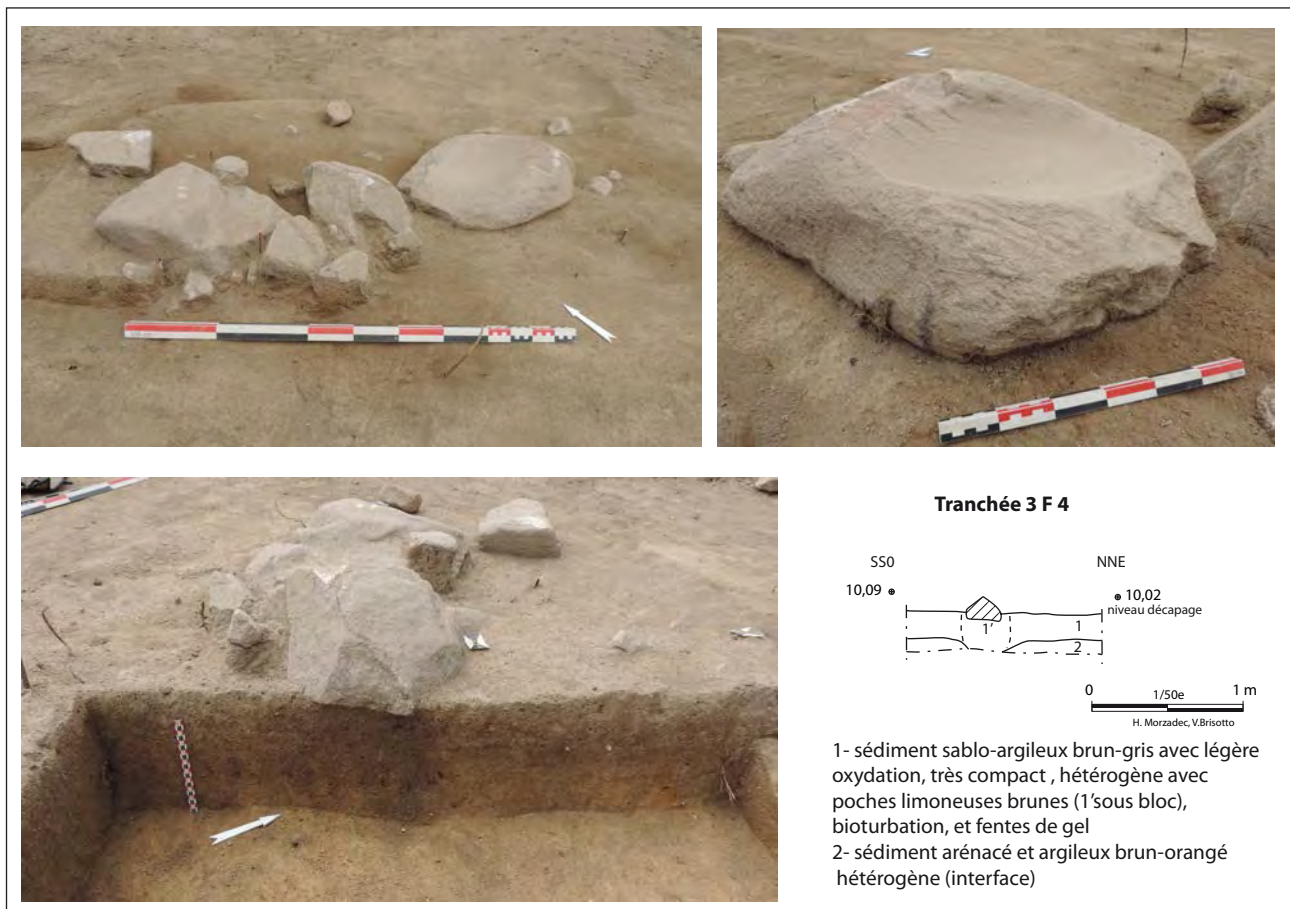 Tranchée 3 F 4
SS0 NNE
10,09 10,02
niveau décapage
1
1'
2
0 1/50e 1 m
H. Morzadec, V.Brisotto
1- sédiment sablo-argileux brun-gris avec légère
oxydation, très compact , hétérogène avec
poches limoneuses brunes (1'sous bloc),
bioturbation, et fentes de gel
2- sédiment arénacé et argileux brun-orangé
hétérogène (interface)